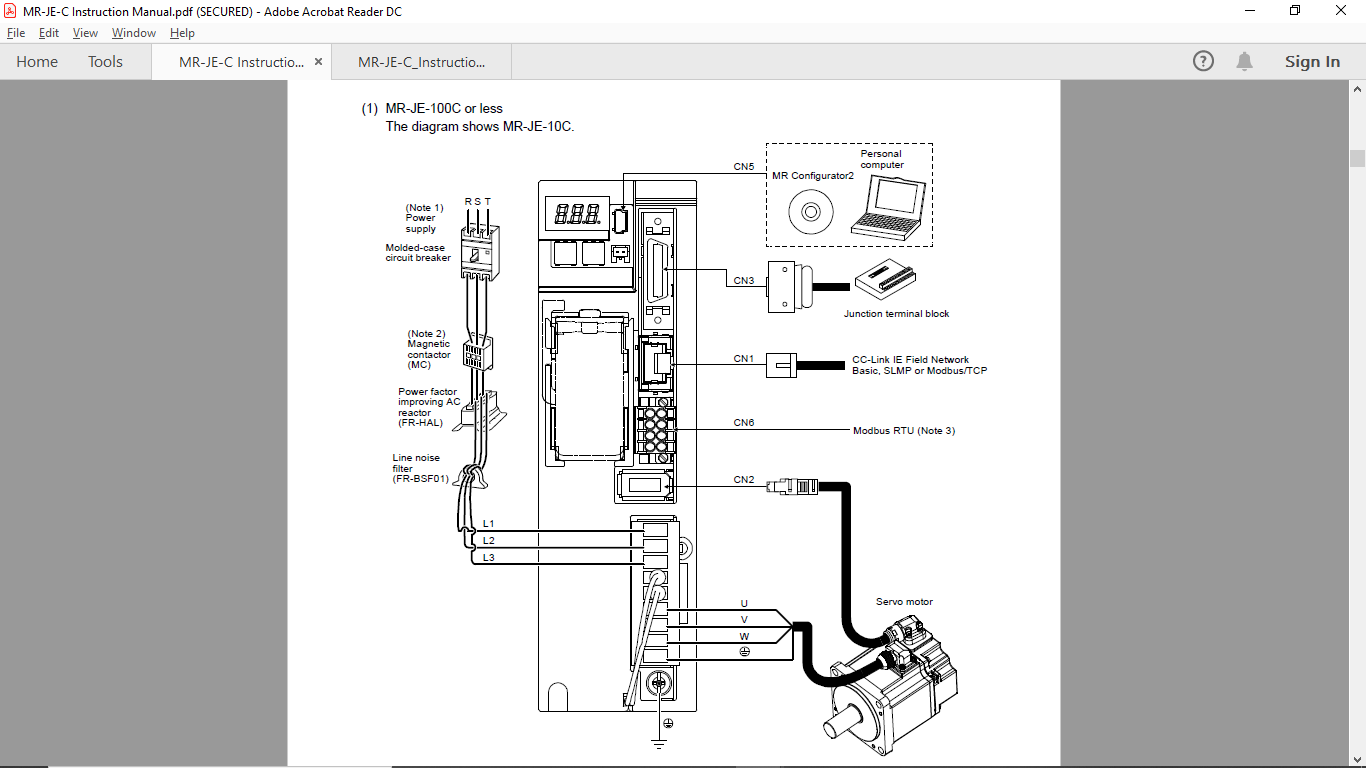 MR-JE-C Instruction Manual.pdf (SECURED) - Adobe Acrobat Reader DC
File Edit View Window Help
Home Tools MR-JE-C Instructio... × MR-JE-C_Instructio... ? Sign In
(1) MR-JE-100C or less
The diagram shows MR-JE-10C.
CN5
Personal
computer
MR Configurator2
R S T
(Note 1)
Power
supply
Molded-case
circuit breaker
CN3
Junction terminal block
(Note 2)
Magnetic
contactor
(MC)
CN1
CC-Link IE Field Network
Basic, SLMP or Modbus/TCP
Power factor
improving AC
reactor
(FR-HAL)
CN6
Modbus RTU (Note 3)
Line noise
filter
(FR-BSF01)
CN2
L1
L2
L3
U
V
W
Servo motor